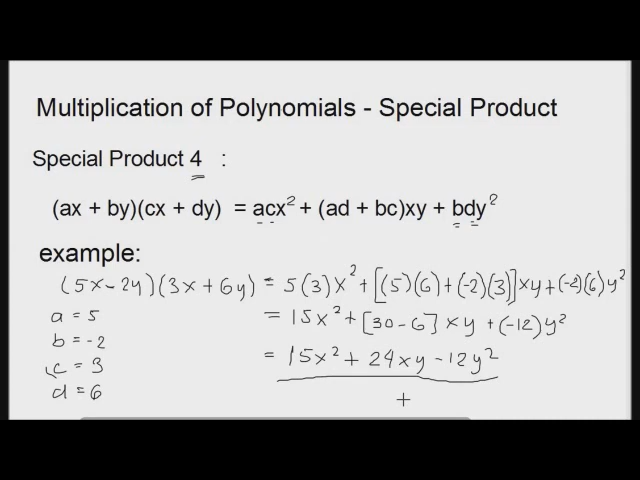 Multiplication of Polynomials - Special Product
Special Product 4 :
(ax + by)(cx + dy) = acx² + (ad + bc)xy + bdy²
example:
(5x-2y)(3x+6y) = 5(3)x² + [(5)(6)+(-2)(3)]xy+(-2)(6)y²
a = 5
= 15x² + [30-6] xy + (-12)y²
b = -2
= 15x² + 24xy - 12y²
c = 3
d = 6